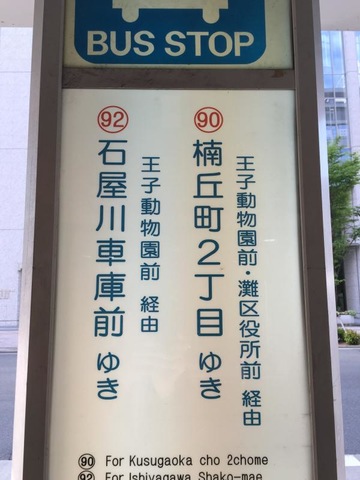 BUS STOP
90
楠丘町2丁目 ゆき
王子動物園前・灘区役所前 経由
92
石屋川車庫前 ゆき
王子動物園前 経由
90 For Kusugaoka cho 2chome
92 For Ishiyagawa Shako-mae